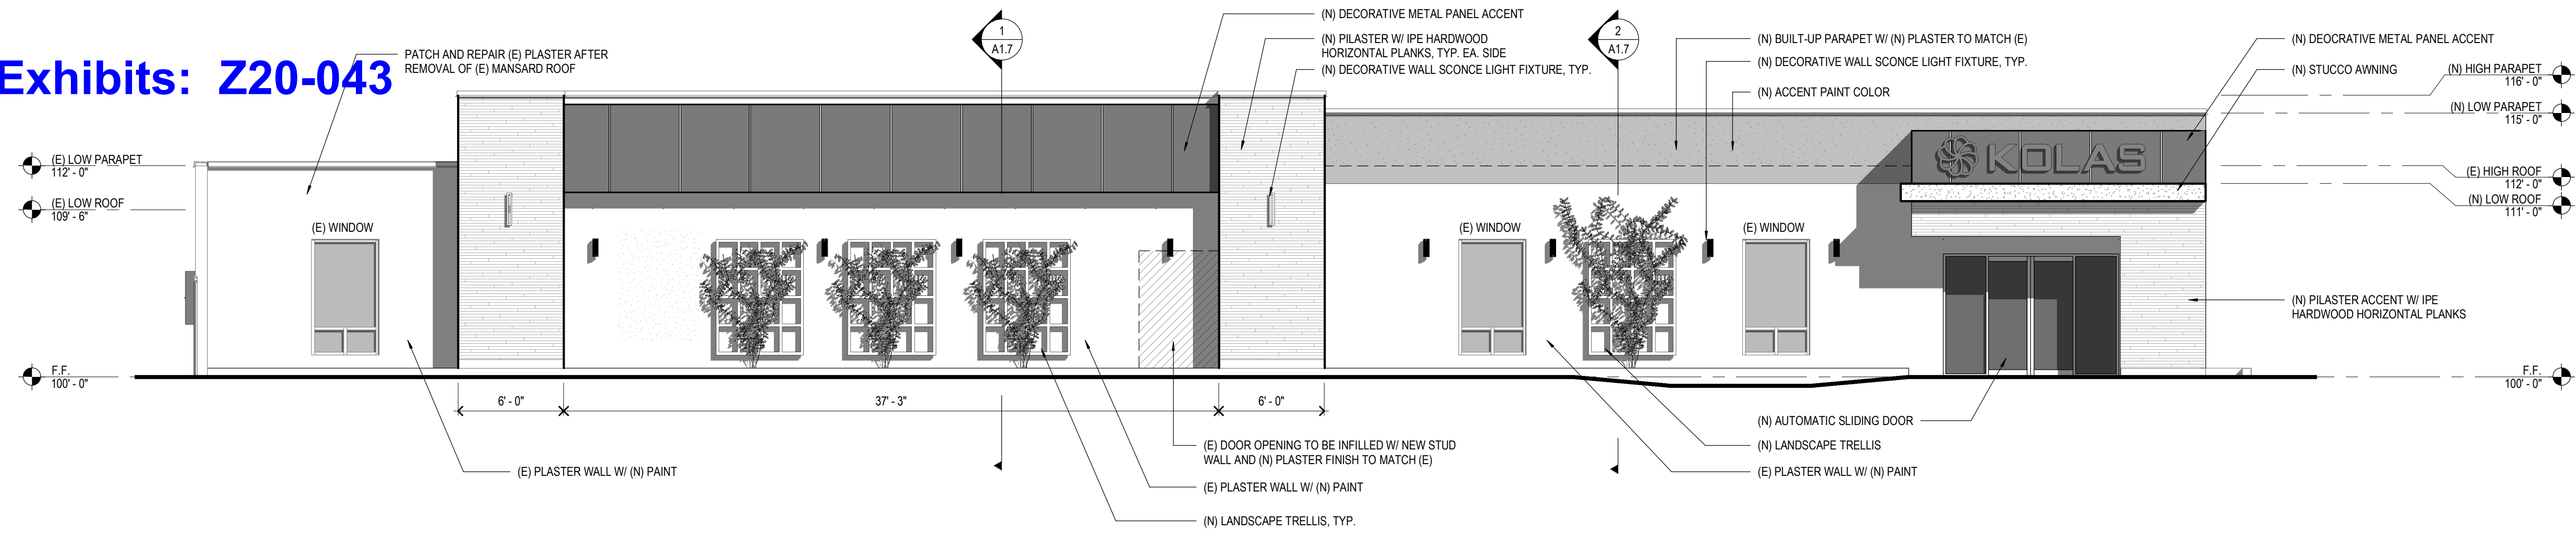 Exhibits: Z20-043
PATCH AND REPAIR (E) PLASTER AFTER
REMOVAL OF (E) MANSARD ROOF
1
A1.7
(N) DECORATIVE METAL PANEL ACCENT
(N) PILASTER W/ IPE HARDWOOD
HORIZONTAL PLANKS, TYP. EA. SIDE
(N) DECORATIVE WALL SCONCE LIGHT FIXTURE, TYP.
2
A1.7
(N) BUILT-UP PARAPET W/ (N) PLASTER TO MATCH (E)
(N) DECORATIVE WALL SCONCE LIGHT FIXTURE, TYP.
(N) ACCENT PAINT COLOR
(N) DEOCRATIVE METAL PANEL ACCENT
(N) STUCCO AWNING
(N) HIGH PARAPET
116' - 0"
(N) LOW PARAPET
115' - 0"
(E) HIGH ROOF
112' - 0"
(N) LOW ROOF
111' - 0"
(E) LOW PARAPET
112' - 0"
(E) LOW ROOF
109' - 6"
KOLAS
(E) WINDOW
(E) WINDOW
(E) WINDOW
(N) PILASTER ACCENT W/ IPE
HARDWOOD HORIZONTAL PLANKS
F.F.
100' - 0"
F.F.
100' - 0"
6' - 0"
37' - 3"
6' - 0"
(N) AUTOMATIC SLIDING DOOR
(N) LANDSCAPE TRELLIS
(E) PLASTER WALL W/ (N) PAINT
(E) DOOR OPENING TO BE INFILLED W/ NEW STUD
WALL AND (N) PLASTER FINISH TO MATCH (E)
(E) PLASTER WALL W/ (N) PAINT
(E) PLASTER WALL W/ (N) PAINT
(N) LANDSCAPE TRELLIS, TYP.